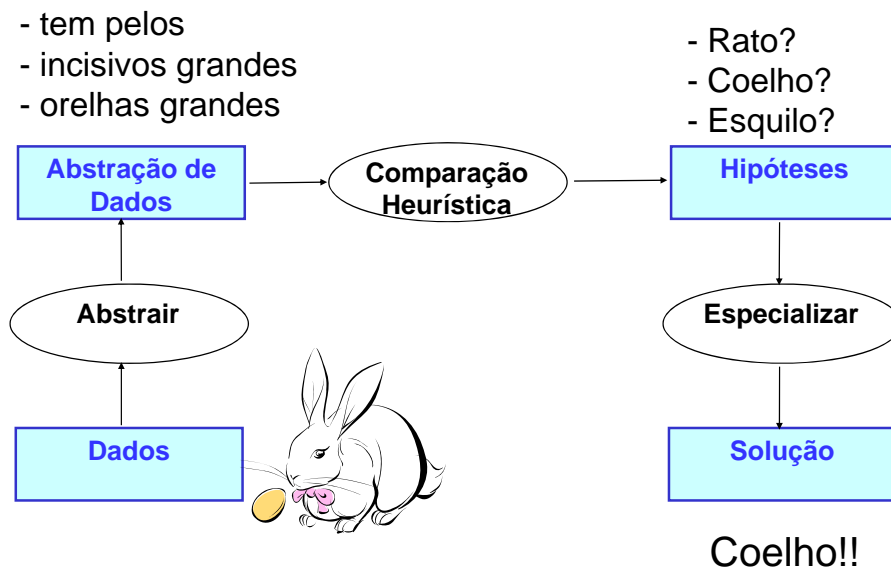 - tem pelos
- incisivos grandes
- orelhas grandes
- Rato?
- Coelho?
- Esquilo?
Abstração de
Dados
Comparação
Heurística
Hipóteses
Abstrair
Especializar
Dados
Solução
Coelho!!